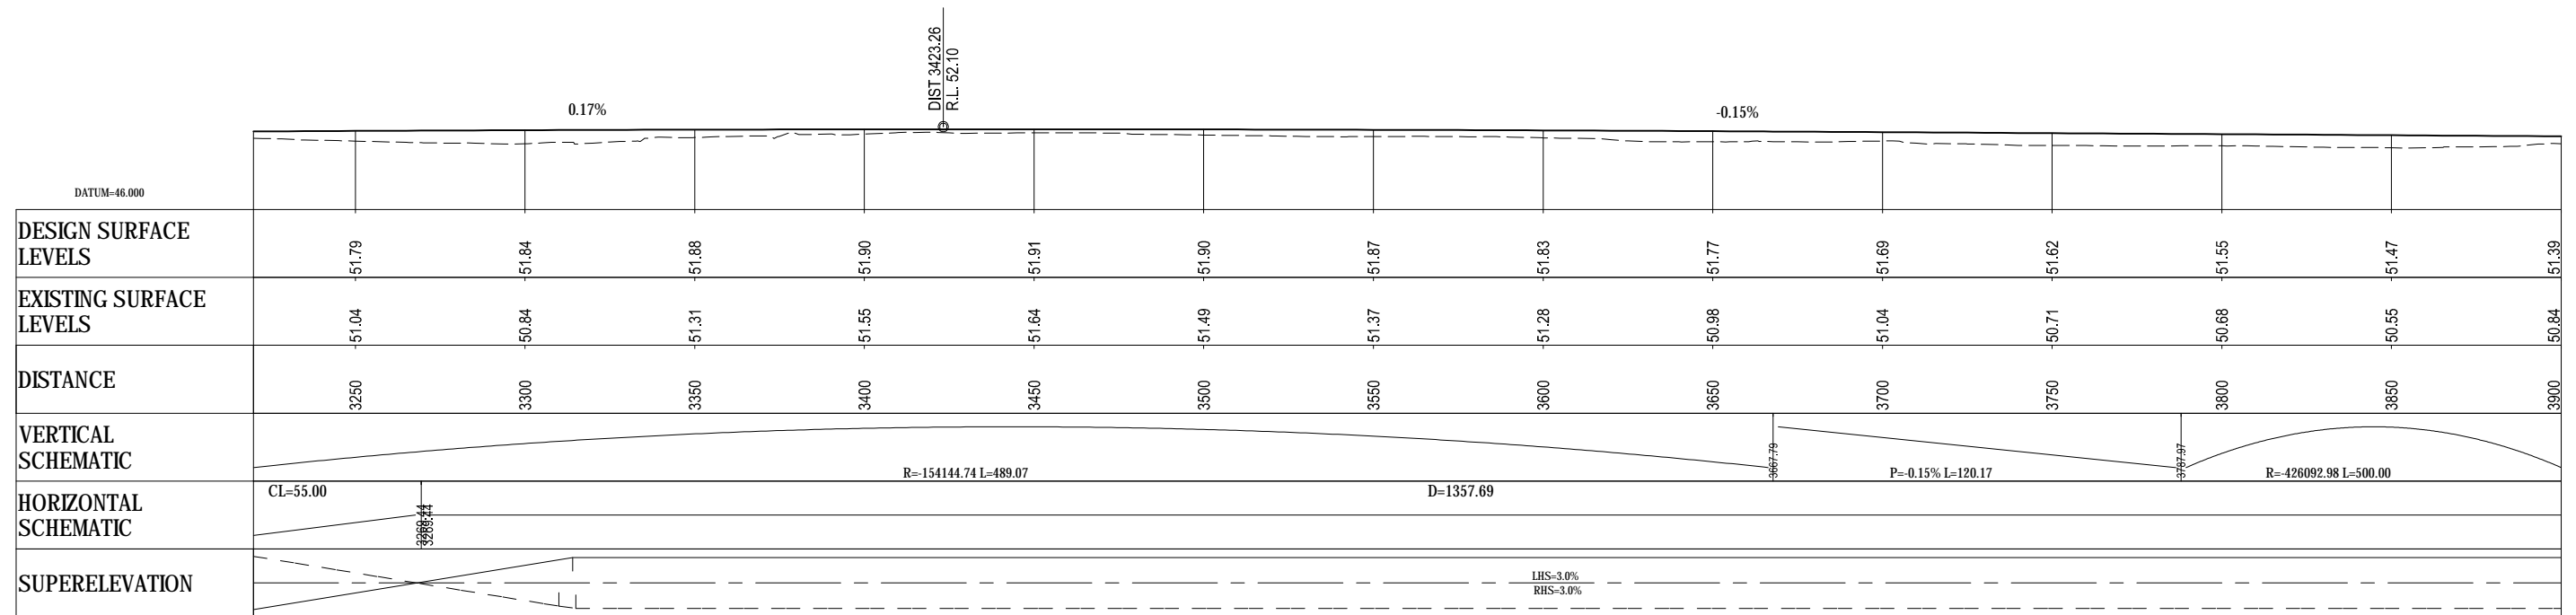 DIST 3423.26
R.L. 52.10
0.17%
-0.15%
DATUM=46.000
DESIGN SURFACE
LEVELS
51.79 51.84 51.88 51.90 51.91 51.90 51.87 51.83 51.77 51.69 51.62 51.55 51.47 51.39
EXISTING SURFACE
LEVELS
51.04 50.84 51.31 51.55 51.64 51.49 51.37 51.28 50.98 51.04 50.71 50.68 50.55 50.84
DISTANCE
3250 3300 3350 3400 3450 3500 3550 3600 3650 3700 3750 3800 3850 3900
VERTICAL
SCHEMATIC
R=-154144.74 L=489.07
3667.79
P=-0.15% L=120.17
3787.97
R=-426092.98 L=500.00
HORIZONTAL
SCHEMATIC
CL=55.00
3269.44
3269.44
D=1357.69
SUPERELEVATION
LHS=3.0%
RHS=3.0%